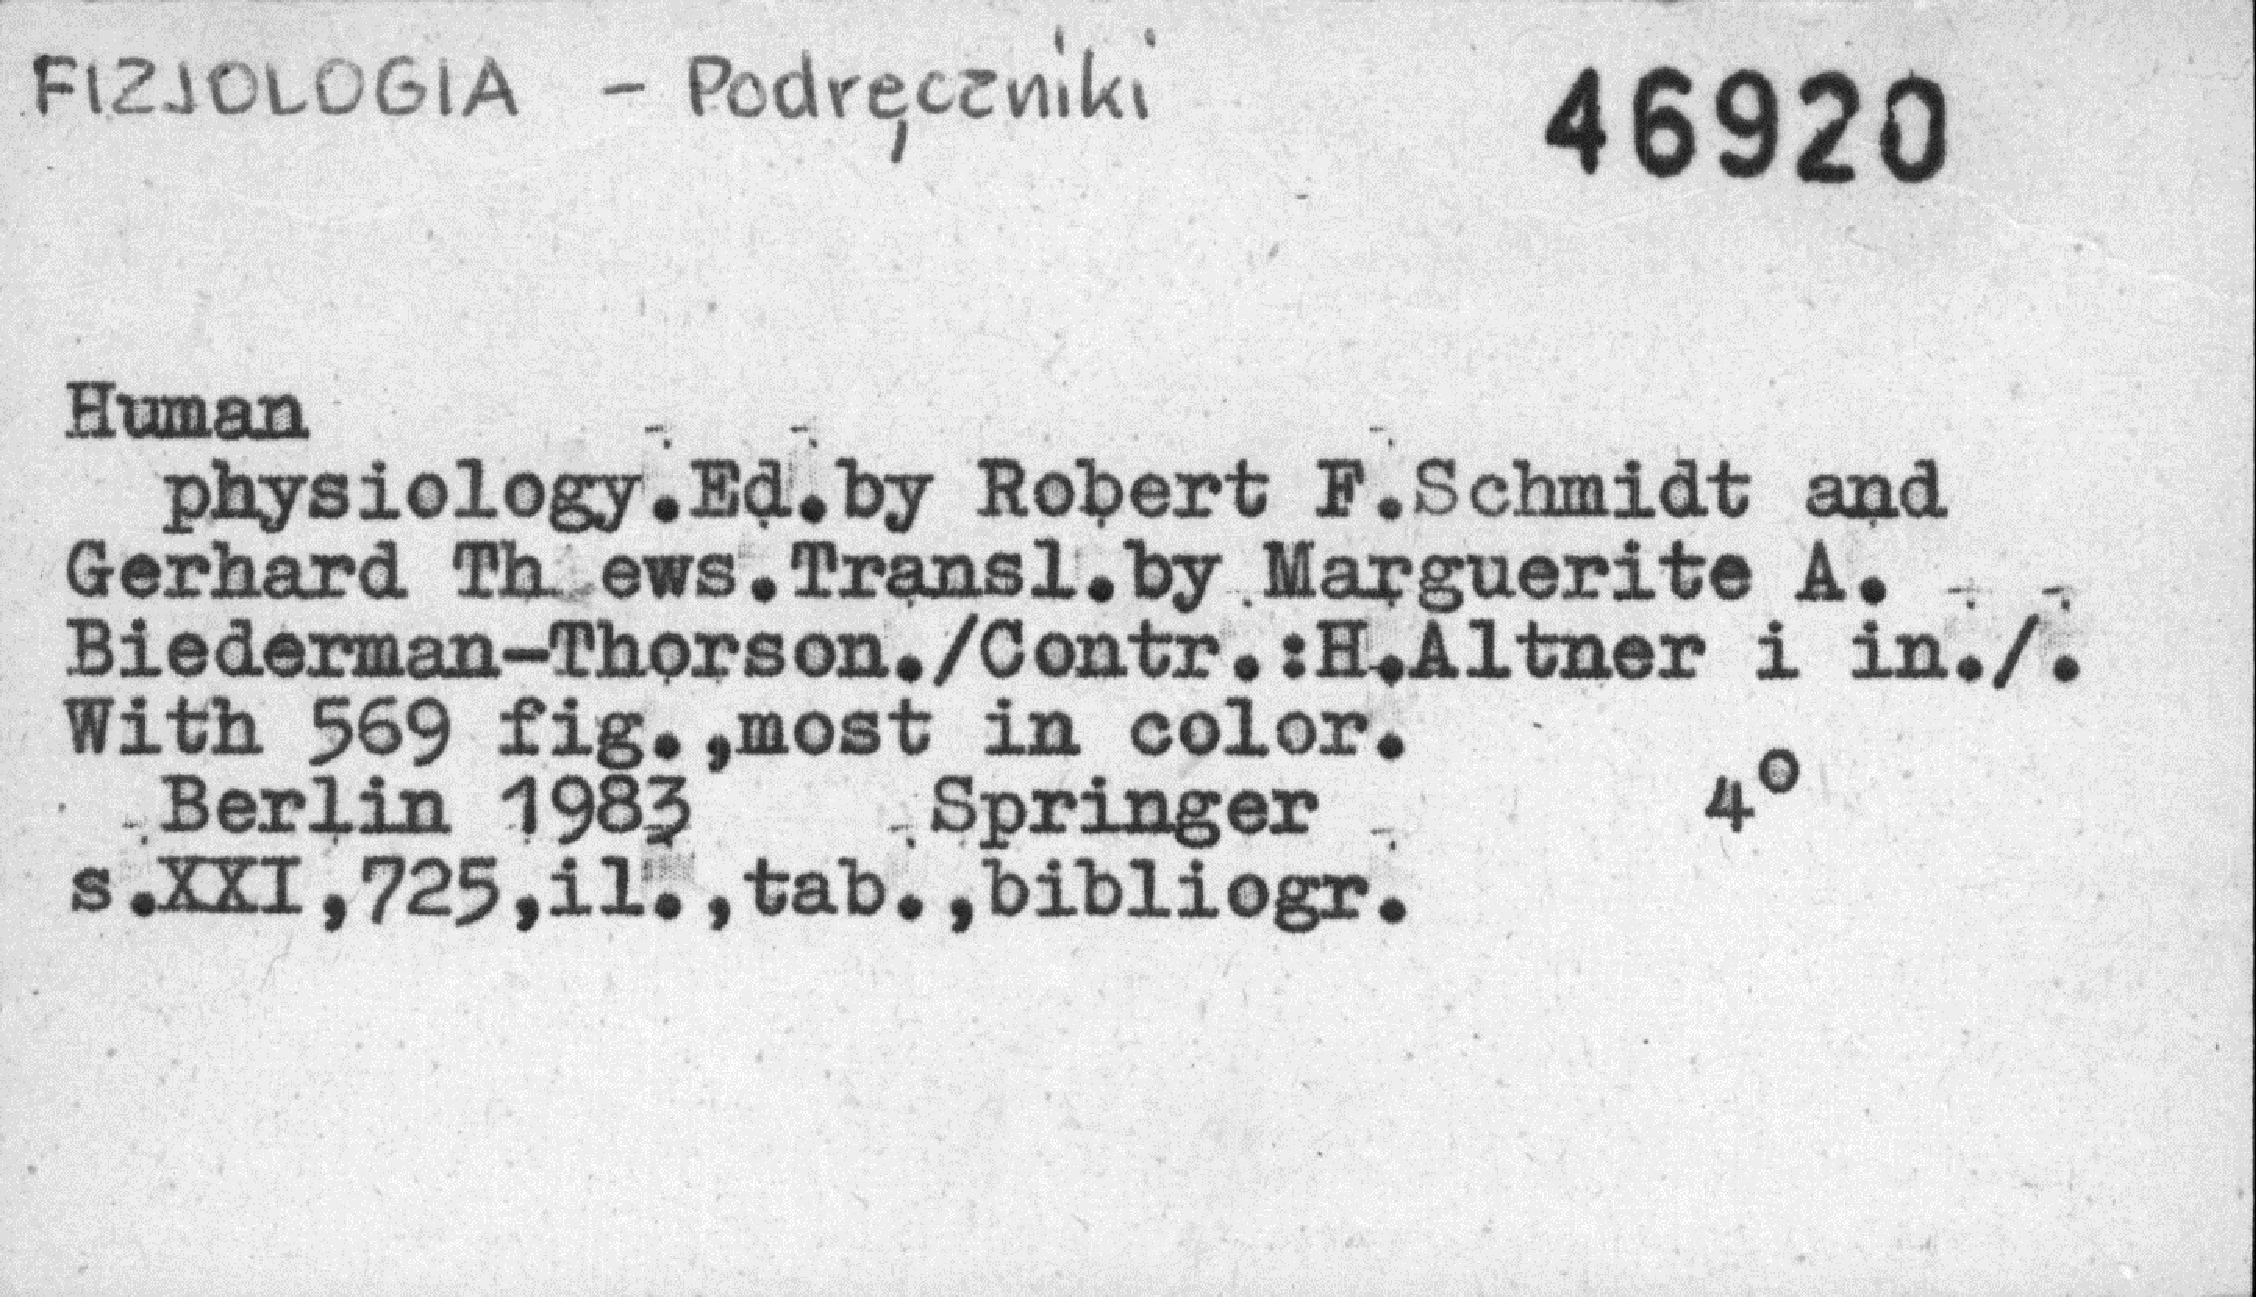 FIZJOLOGIA - Podręczniki 46920
Human
physiology.Ed.by Robert F.Schmidt and
Gerhard Th ews.Transl.by Marguerite A.
Biederman-Thorson./Contr.:H.Altner i in./.
With 569 fig.,most in color.
Berlin 1983 Springer 4°
s.XXI,725,il.,tab.,bibliogr.